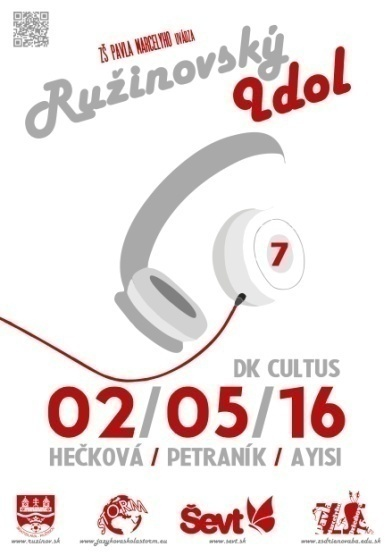 ZŠ PAVLA MARCELYHO UVÁDZA
Ružinovský
Idol
7
DK CULTUS
02/05/16
HEČKOVÁ / PETRANÍK / AYISI
STORM
Ševt
www.ruzinov.sk
www.jazykovaskolastorm.eu
www.sevt.sk
www.zsdrienovaba.edu.sk